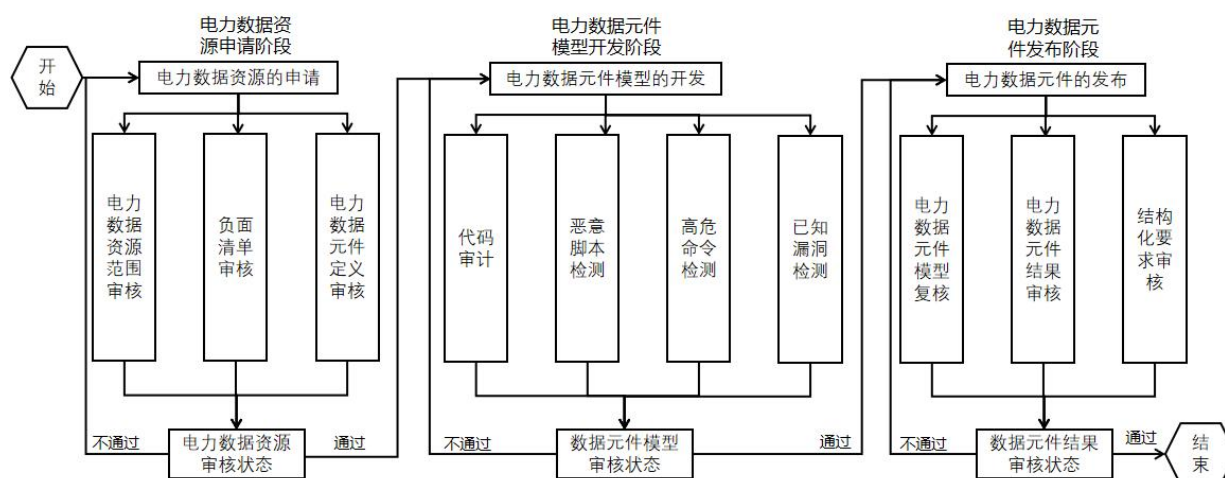 开
始
电力数据资
源申请阶段
电力数据资源的申请
电力
数据
资源
范围
审核
负面
清单
审核
电力
数据
元件
定义
审核
不通过
电力数据资源
审核状态
通过
电力数据元件
模型开发阶段
电力数据元件模型的开发
代码
审计
恶意
脚本
检测
高危
命令
检测
已知
漏洞
检测
不通过
数据元件模型
审核状态
通过
电力数据元
件发布阶段
电力数据元件的发布
电力
数据
元件
模型
复核
电力
数据
元件
结果
审核
结构
化要
求审
核
不通过
数据元件结果
审核状态
通过
结
束